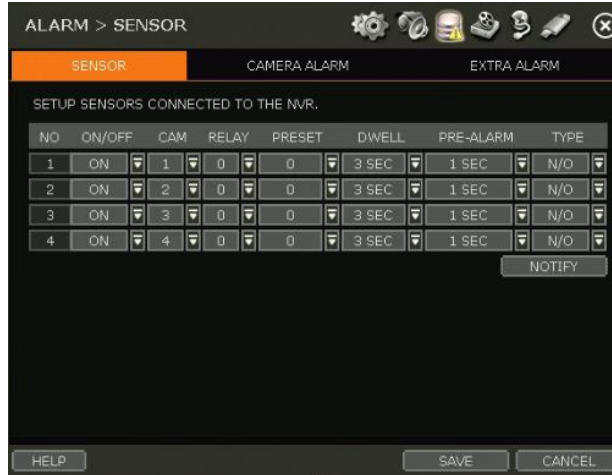 ALARM > SENSOR
SENSOR CAMERA ALARM EXTRA ALARM
SETUP SENSORS CONNECTED TO THE NVR.
NO ON/OFF CAM RELAY PRESET DWELL PRE-ALARM TYPE
1 ON 1 0 0 3 SEC 1 SEC N/O
2 ON 2 0 0 3 SEC 1 SEC N/O
3 ON 3 0 0 3 SEC 1 SEC N/O
4 ON 4 0 0 3 SEC 1 SEC N/O
NOTIFY
HELP SAVE CANCEL